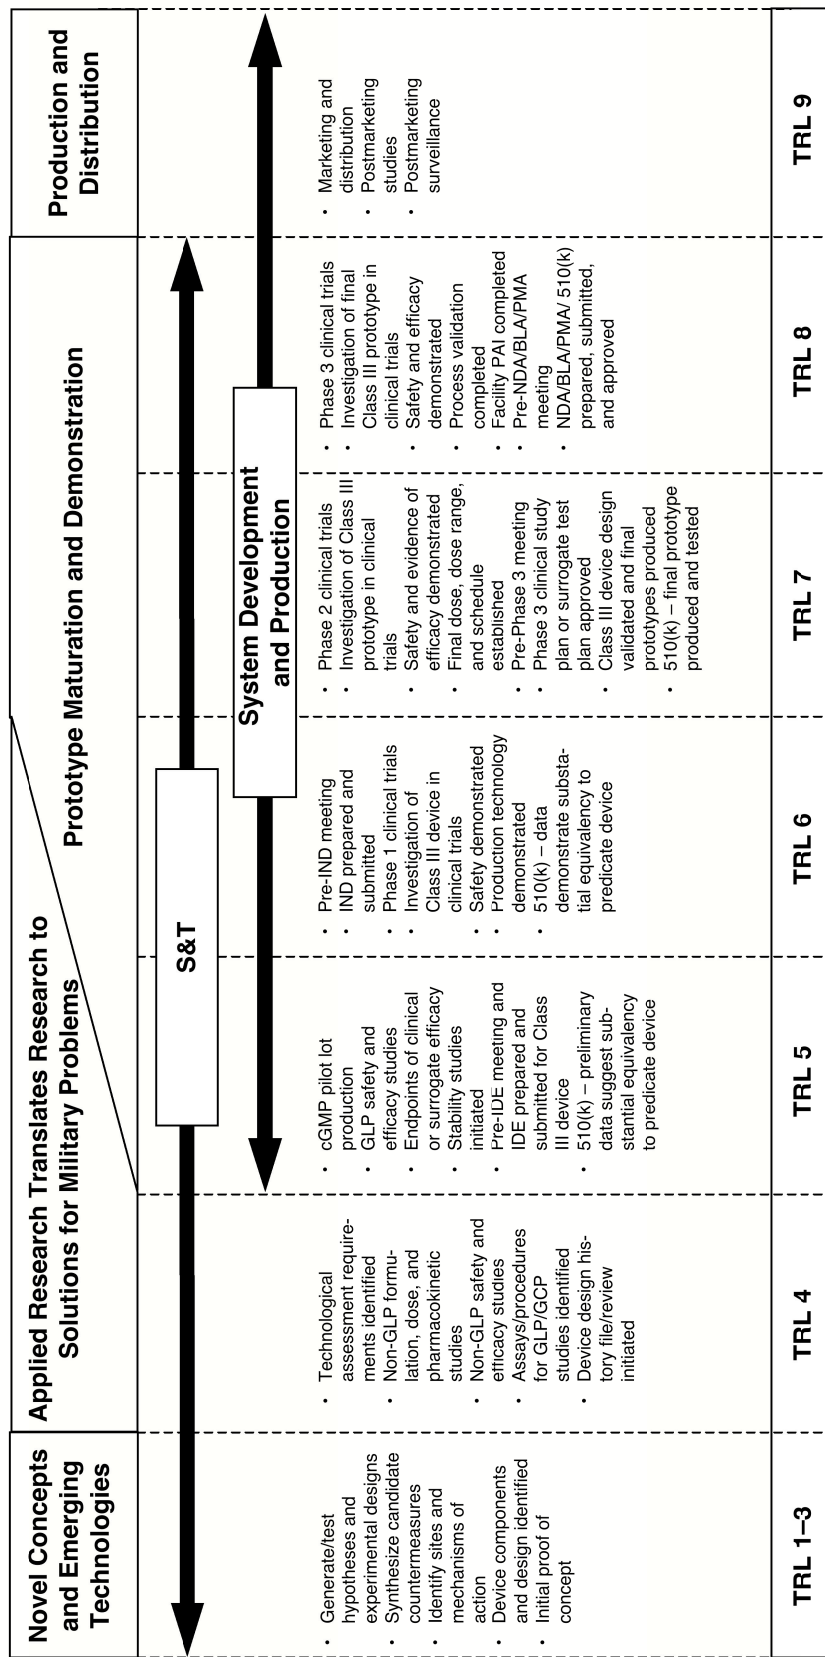 Novel Concepts
and Emerging
Technologies
Applied Research Translates Research to
Solutions for Military Problems
Prototype Maturation and Demonstration
Production and
Distribution
S&T
System Development
and Production
• Generate/test
hypotheses and
experimental designs
• Synthesize candidate
countermeasures
• Identify sites and
mechanisms of
action
• Device components
and design identified
• Initial proof of
concept
• Technological
assessment require-
ments identified
• Non-GLP formu-
lation, dose, and
pharmacokinetic
studies
• Non-GLP safety and
efficacy studies
• Assays/procedures
for GLP/GCP
studies identified
• Device design his-
tory file/review
initiated
• cGMP pilot lot
production
• GLP safety and
efficacy studies
• Endpoints of clinical
or surrogate efficacy
• Stability studies
initiated
• Pre-IDE meeting and
IDE prepared and
submitted for Class
III device
• 510(k) – preliminary
data suggest sub-
stantial equivalency
to predicate device
• Pre-IND meeting
• IND prepared and
submitted
• Phase 1 clinical trials
• Investigation of
Class III device in
clinical trials
• Safety demonstrated
• Production technology
demonstrated
• 510(k) – data
demonstrate substa-
tial equivalency to
predicate device
• Phase 2 clinical trials
• Investigation of Class III
prototype in clinical
trials
• Safety and evidence of
efficacy demonstrated
• Final dose, dose range,
and schedule
established
• Pre-Phase 3 meeting
• Phase 3 clinical study
plan or surrogate test
plan approved
• Class III device design
validated and final
prototypes produced
• 510(k) – final prototype
produced and tested
• Phase 3 clinical trials
• Investigation of final
Class III prototype in
clinical trials
• Safety and efficacy
demonstrated
• Process validation
completed
• Facility PAI completed
• Pre-NDA/BLA/PMA
meeting
• NDA/BLA/PMA/ 510(k)
prepared, submitted,
and approved
• Marketing and
distribution
• Postmarketing
studies
• Postmarketing
surveillance
TRL 1–3
TRL 4
TRL 5
TRL 6
TRL 7
TRL 8
TRL 9